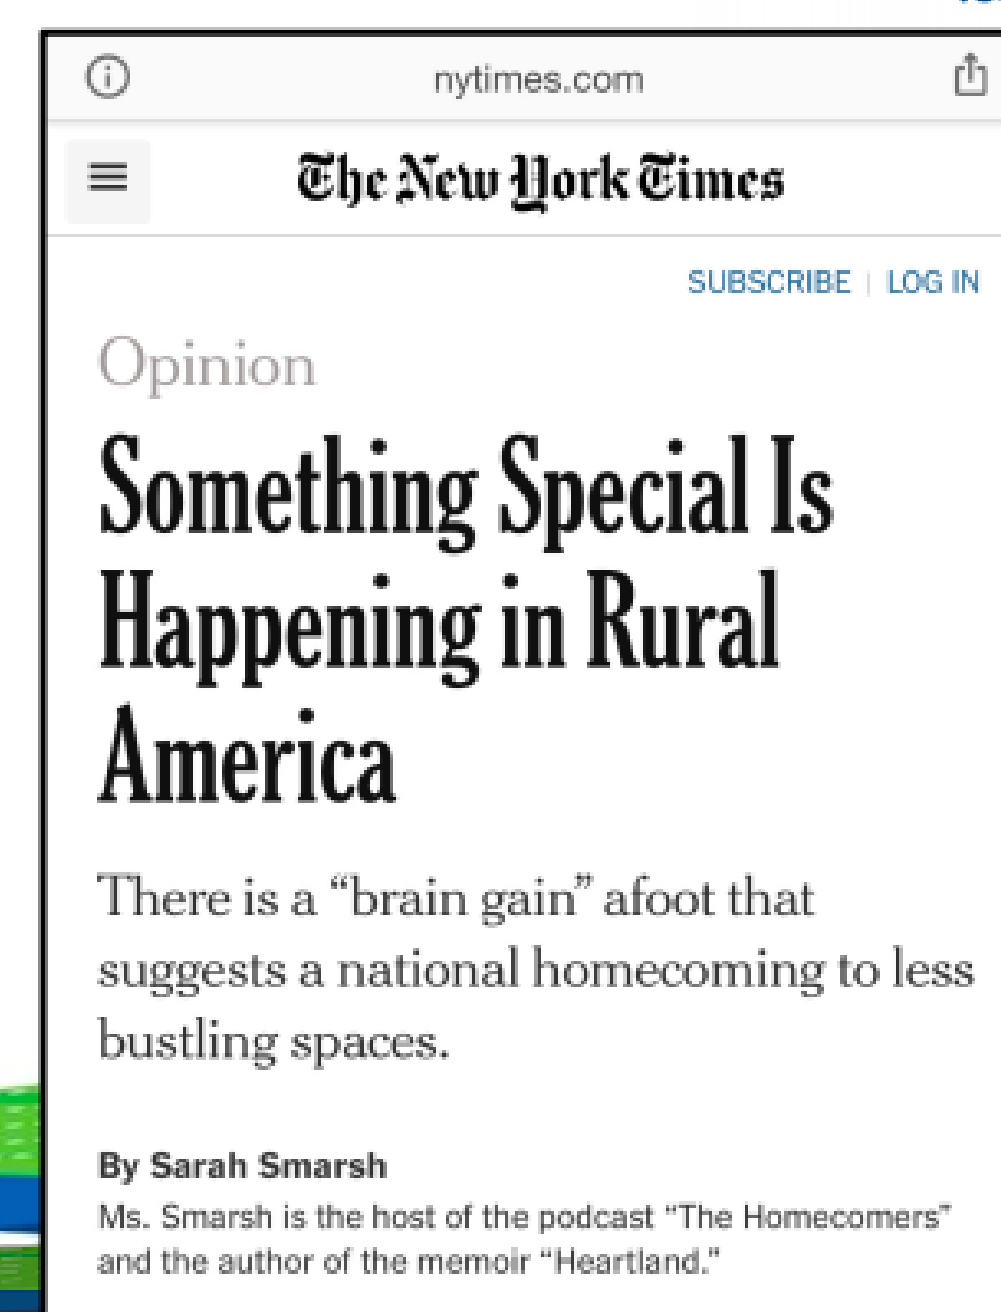 nytimes.com
The New York Times
SUBSCRIBE | LOG IN
Opinion
Something Special Is
Happening in Rural
America
There is a “brain gain” afoot that
suggests a national homecoming to less
bustling spaces.
By Sarah Smarsh
Ms. Smarsh is the host of the podcast “The Homecomers”
and the author of the memoir “Heartland.”